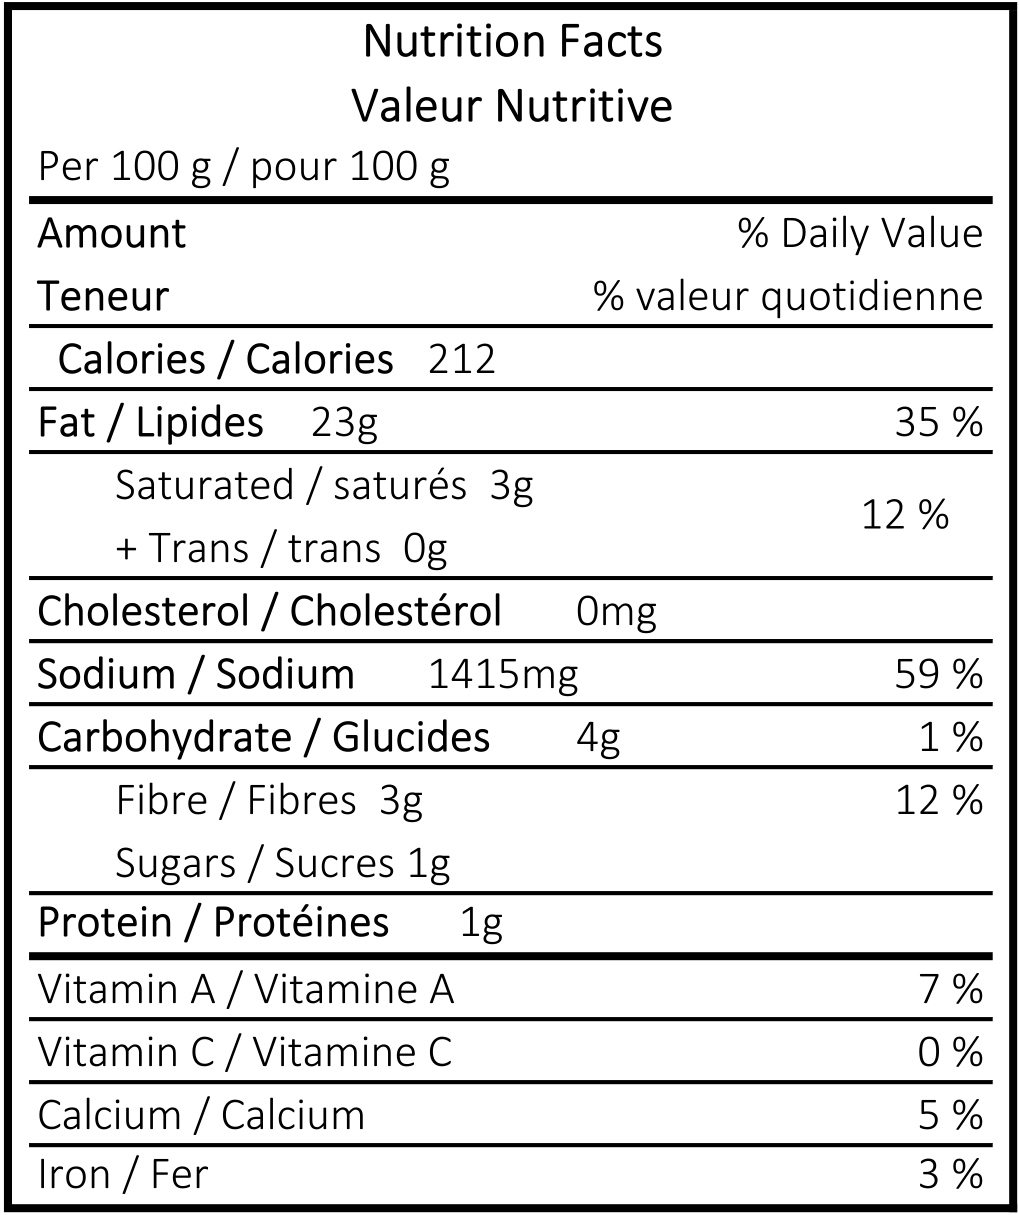 Nutrition Facts
Valeur Nutritive
Per 100 g / pour 100 g
Amount % Daily Value
Teneur % valeur quotidienne
Calories / Calories 212
Fat / Lipides 23g 35 %
Saturated / saturés 3g
12 %
+ Trans / trans 0g
Cholesterol / Cholestérol 0mg
Sodium / Sodium 1415mg 59 %
Carbohydrate / Glucides 4g 1 %
Fibre / Fibres 3g 12 %
Sugars / Sucres 1g
Protein / Protéines 1g
Vitamin A / Vitamine A 7 %
Vitamin C / Vitamine C 0 %
Calcium / Calcium 5 %
Iron / Fer 3 %